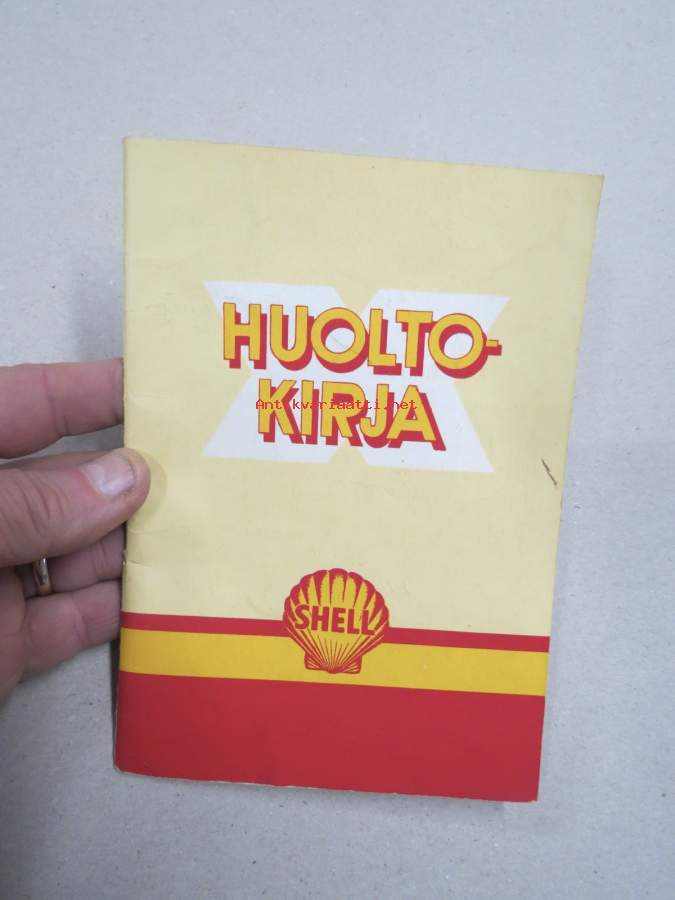 HUOLTO-
KIRJA
Antikvariaatti.net
SHELL